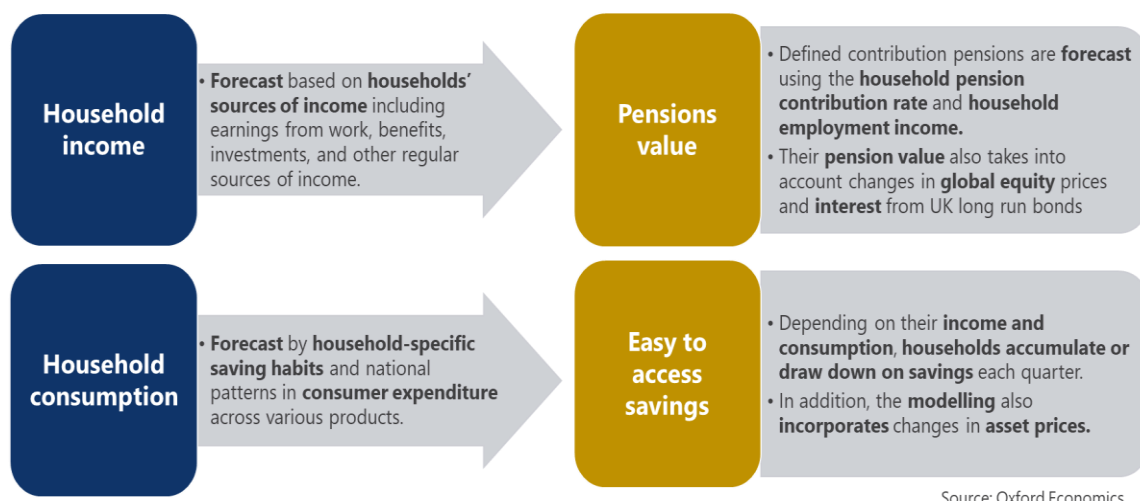 Household
income
• Forecast based on households'
sources of income including
earnings from work, benefits,
investments, and other regular
sources of income.
Pensions
value
• Defined contribution pensions are forecast
using the household pension
contribution rate and household
employment income.
• Their pension value also takes into
account changes in global equity prices
and interest from UK long run bonds
Household
consumption
• Forecast by household-specific
saving habits and national
patterns in consumer expenditure
across various products.
Easy to
access
savings
• Depending on their income and
consumption, households accumulate or
draw down on savings each quarter.
• In addition, the modelling also
incorporates changes in asset prices.
Source: Oxford Economics